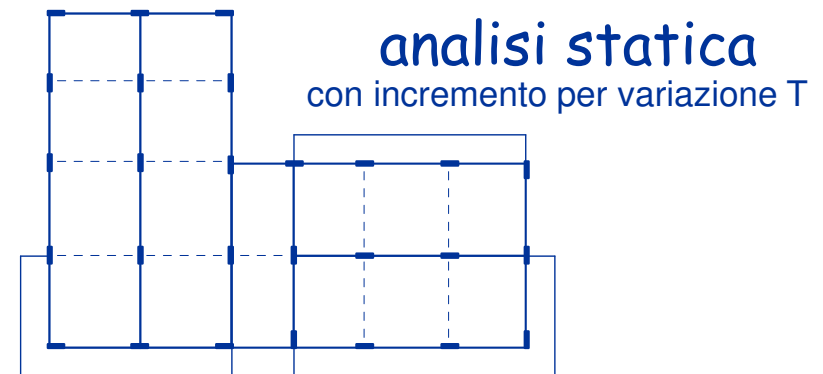 analisi statica
con incremento per variazione T